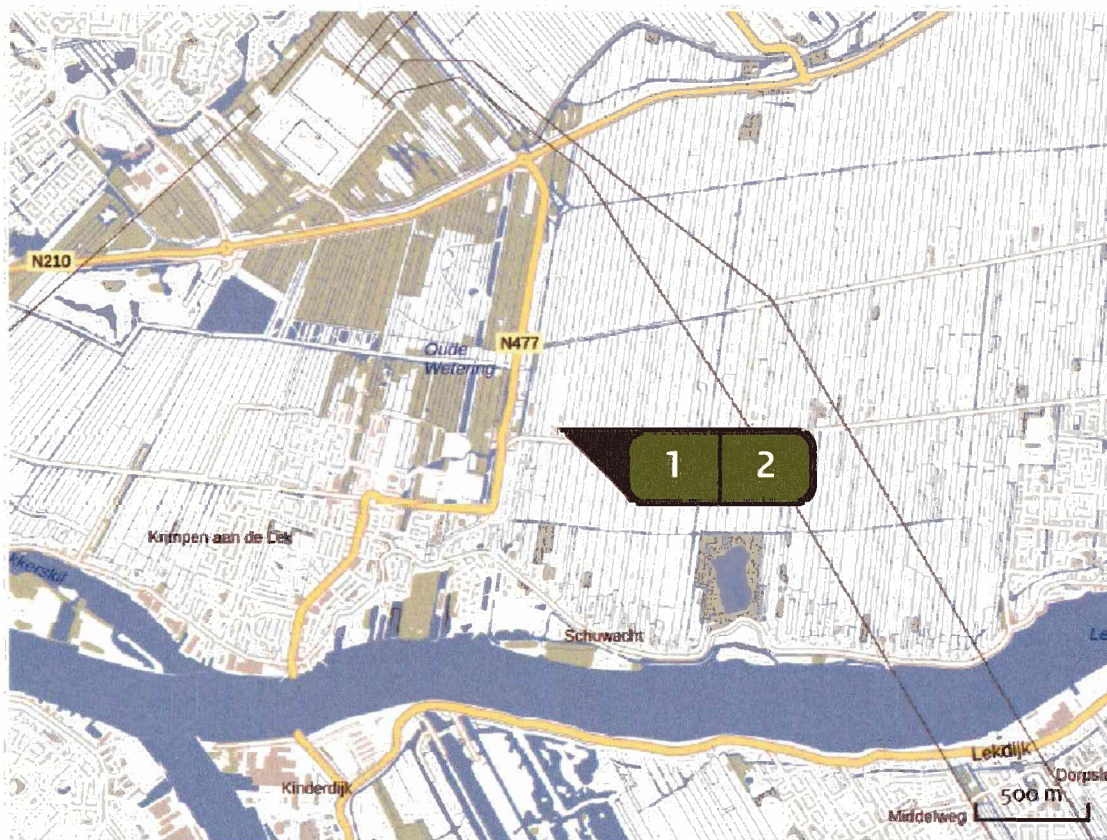 N210
N477
Oude
Wetering
1 2
Krimpen aan de Lek
Schuwacht
Lekdijk
Kinderdijk
500 m
Middelweg